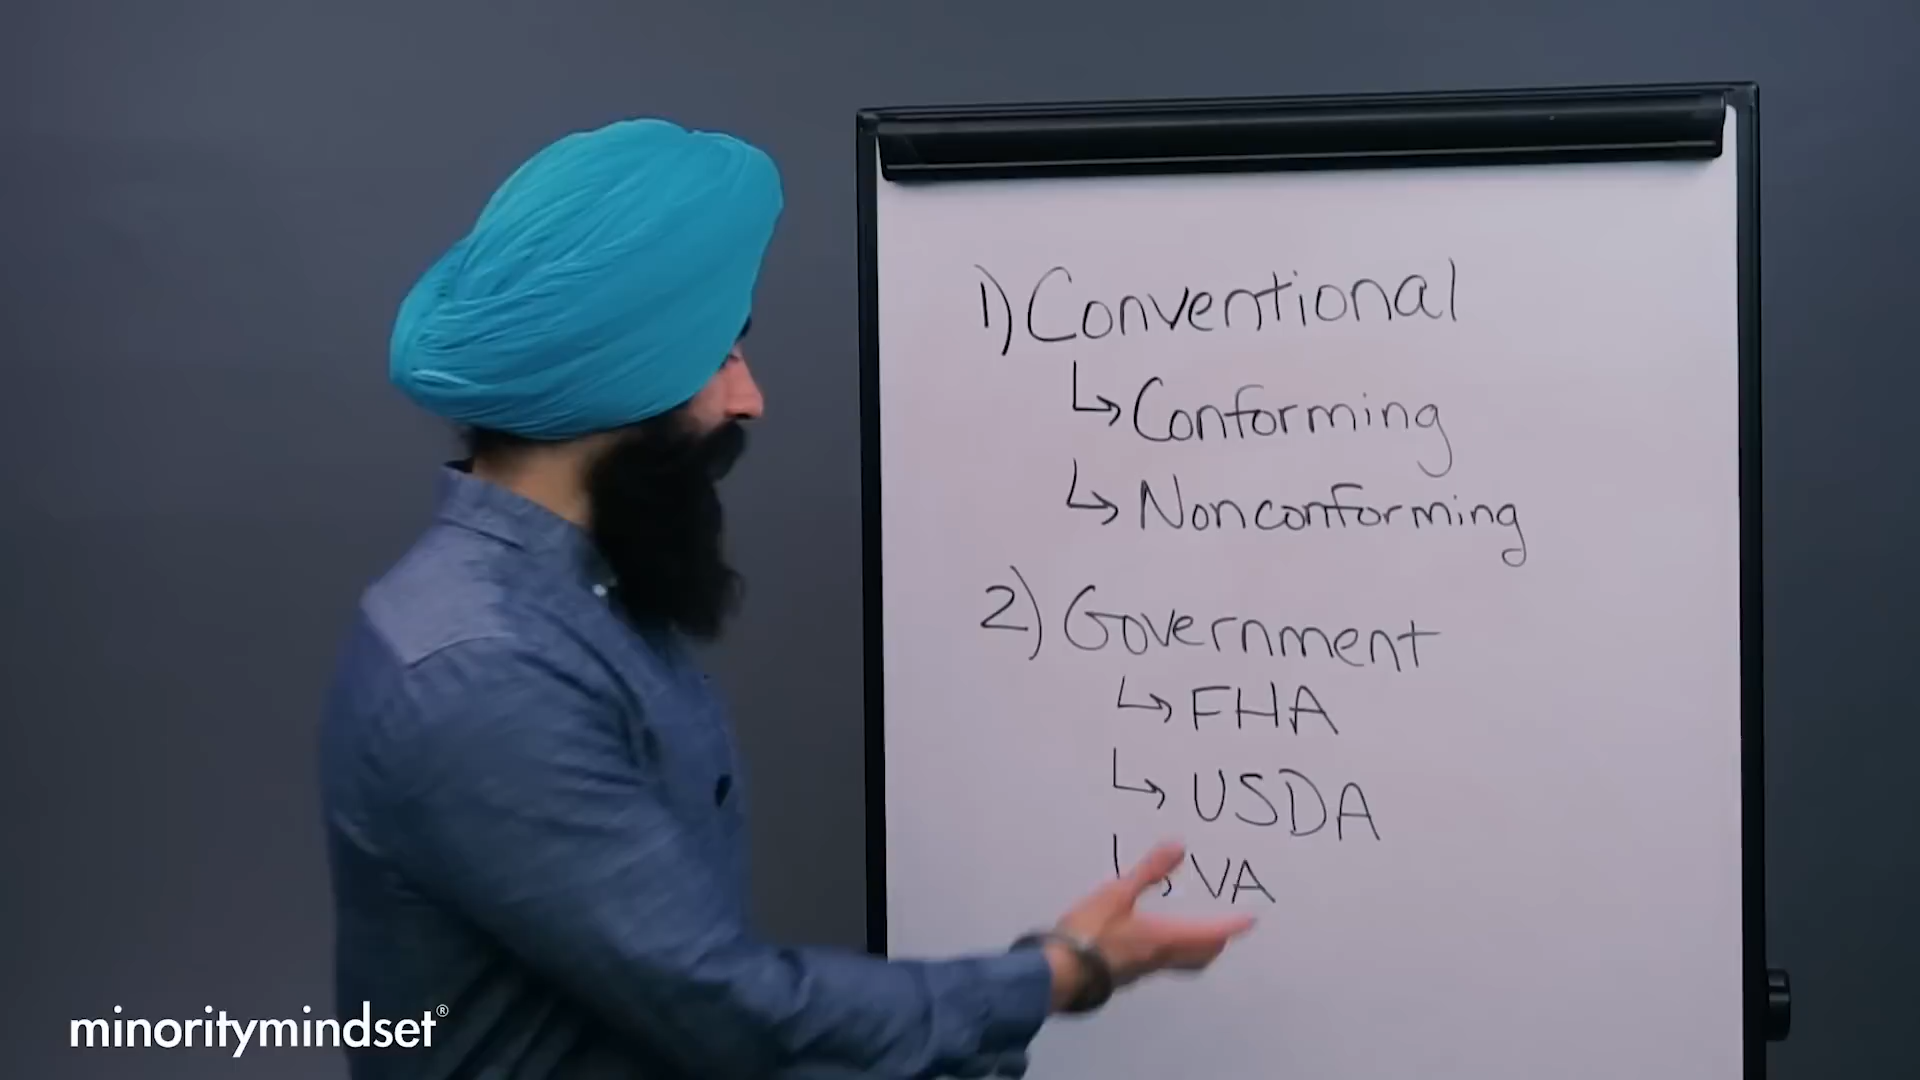 1) Conventional
↳ Conforming
↳ Nonconforming
2) Government
↳ FHA
↳ USDA
↳ VA
minoritymindset®